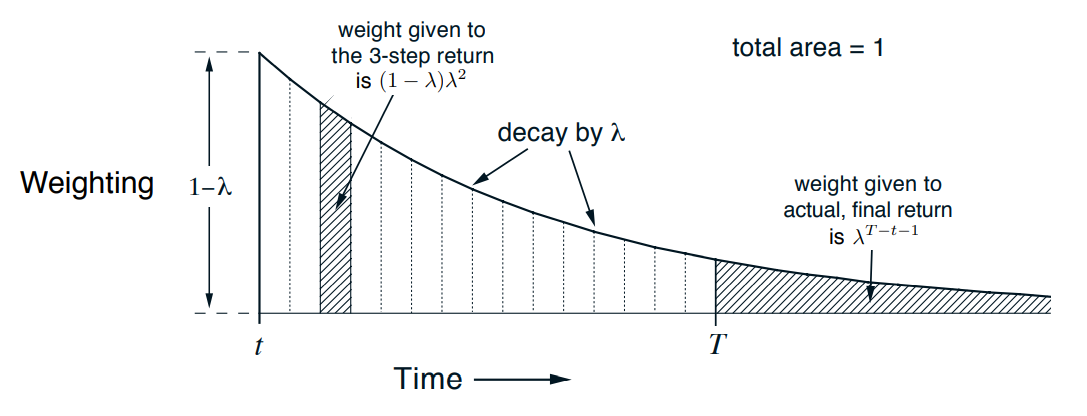 weight given to
the 3-step return
is (1 − λ)λ²
total area = 1
decay by λ
Weighting
1−λ
weight given to
actual, final return
is λᵀ⁻ᵗ⁻¹
t
T
Time